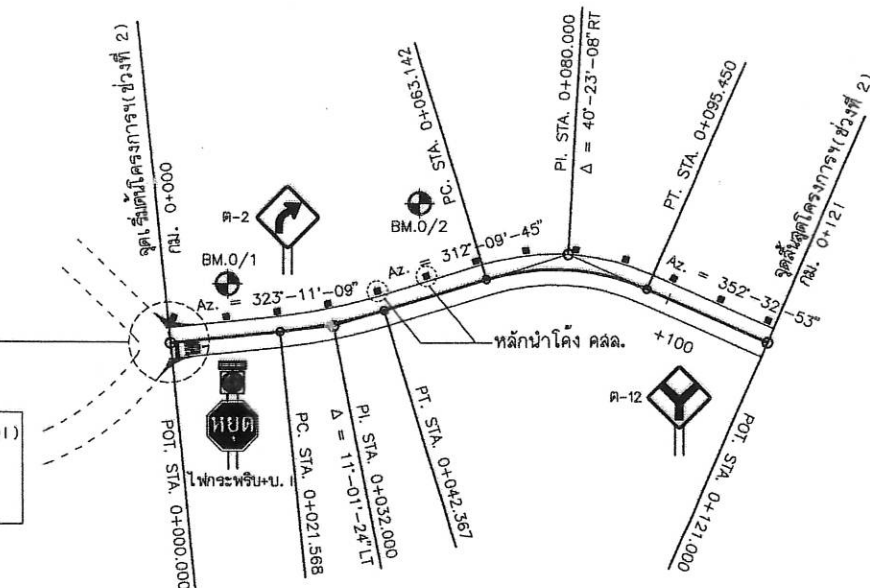 จุดเริ่มต้นโครงการฯ(ช่วงที่ 2)
กม. 0+000
ต-2
BM.0/1
Az. = 323°-11'-09"
PC. STA. 0+063.142
BM.0/2
Az. = 312°-09'-45"
PI. STA. 0+080.000
Δ = 40°-23'-08"RT
PT. STA. 0+095.450
Az. = 352°-32'-53"
จุดสิ้นสุดโครงการฯ(ช่วงที่ 2)
กม. 0+121
หลักนำโค้ง คสล.
+100
ต-12
หยุด
ไฟกระพริบ+บ.1
POT. STA. 0+000.000
PC. STA. 0+021.568
PI. STA. 0+032.000
Δ = 11°-01'-24"LT
PT. STA. 0+042.367
POT. STA. 0+121.000